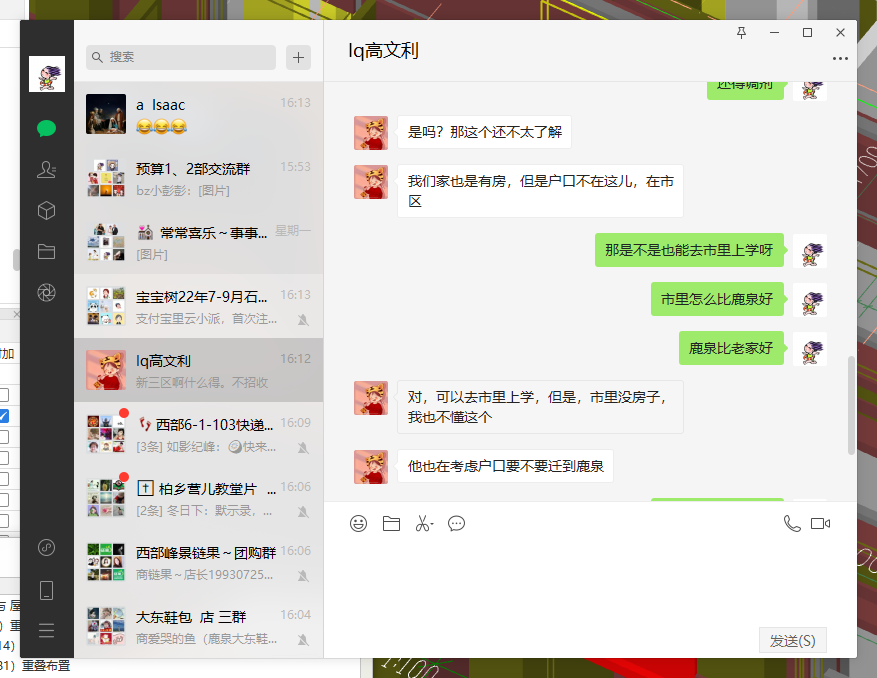 搜索
a Isaac
16:13
预算1、2部交流群
15:53
bz小彭彭：[图片]
常常喜乐～事事...
星期一
[图片]
宝宝树22年7-9月石...
16:13
支付宝里云小派，首次注...
lq高文利
16:12
新三区啊什么得。不招收
西部6-1-103快递...
16:09
[3条] 如影纪峰：快来...
柏乡营儿教堂片 ...
16:06
[2条] 冬日下：默示录，...
西部峰景链果～团购群
16:06
商链果～店长19930725...
大东鞋包 店 三群
16:04
商爱哭的鱼（鹿泉大东鞋...
lq高文利
还得调剂
是吗？那这个还不太了解
我们家也是有房，但是户口不在这儿，在市
区
那是不是也能去市里上学呀
市里怎么比鹿泉好
鹿泉比老家好
对，可以去市里上学，但是，市里没房子，
我也不懂这个
他也在考虑户口要不要迁到鹿泉
发送(S)
附加
14)
31) 重叠布置
1:100